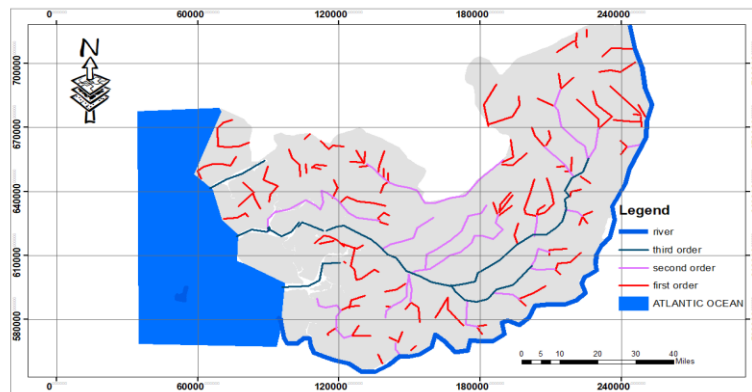 0 60000 120000 180000 240000
N
700000
670000
640000
610000
580000
Legend
river
third order
second order
first order
ATLANTIC OCEAN
0 5 10 20 30 40
Miles
0 60000 120000 180000 240000